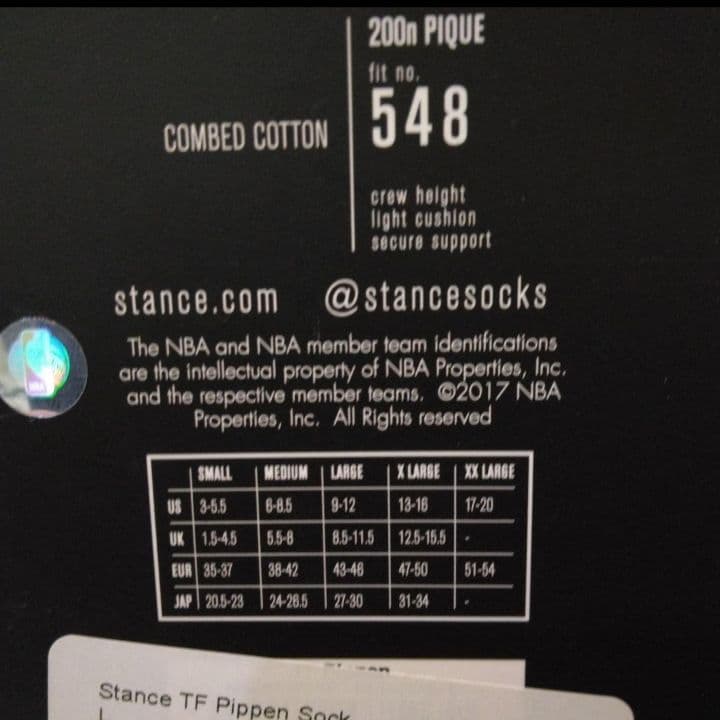 200n PIQUE
fit no.
548
COMBED COTTON
crew height
light cushion
secure support
stance.com @stancesocks
The NBA and NBA member team identifications
are the intellectual property of NBA Properties, Inc.
and the respective member teams. ©2017 NBA
Properties, Inc. All Rights reserved
SMALL MEDIUM LARGE X LARGE XX LARGE
US 3-5.5 6-8.5 9-12 13-16 17-20
UK 1.5-4.5 5.5-8 8.5-11.5 12.5-15.5 -
EUR 35-37 38-42 43-46 47-50 51-54
JAP 20.5-23 24-26.5 27-30 31-34 -
Stance TF Pippen Sock